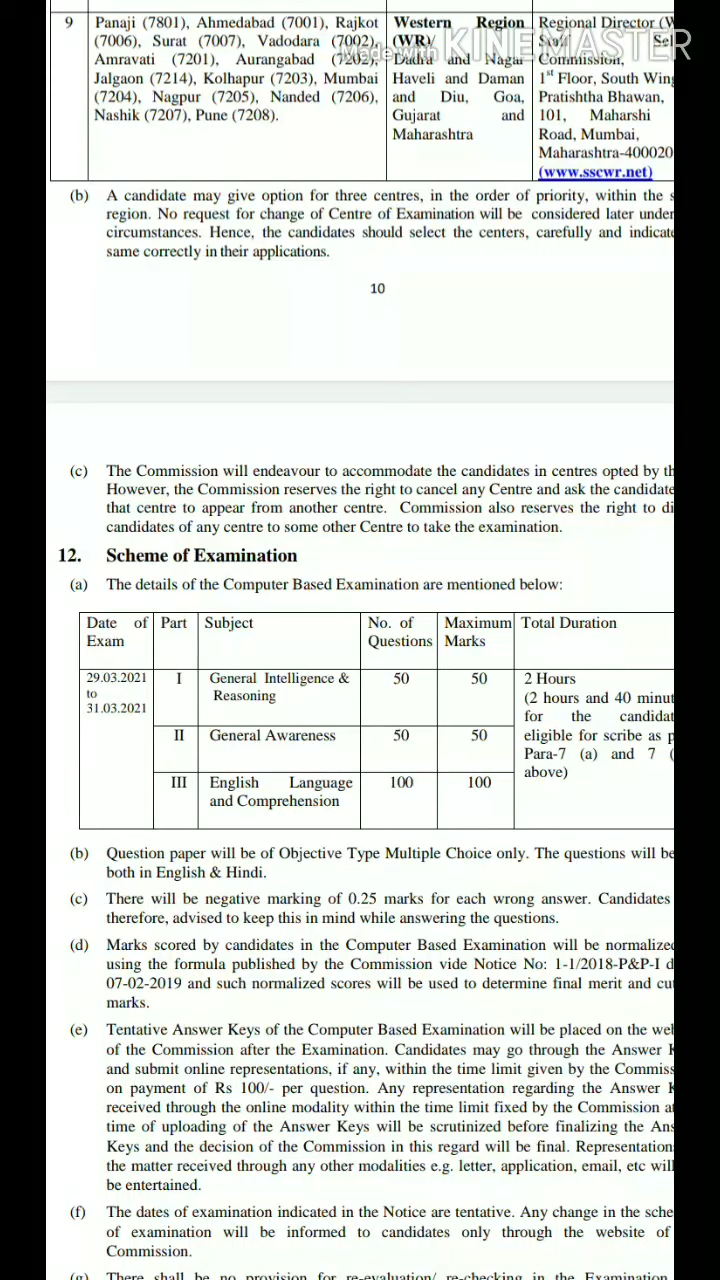 9 Panaji (7801), Ahmedabad (7001), Rajkot Western Region Regional Director
(7006), Surat (7007), Vadodara (7002), (WR)/ Staff Sel
Made with KINEMASTER
Amravati (7201), Aurangabad (7202), Dadra and Nagar Commission,
Jalgaon (7214), Kolhapur (7203), Mumbai Haveli and Daman 1st Floor, South Wing
(7204), Nagpur (7205), Nanded (7206), and Diu, Goa, Pratishtha Bhawan,
Nashik (7207), Pune (7208). Gujarat and 101, Maharshi
Maharashtra Road, Mumbai,
Maharashtra-400020
(www.sscwr.net)
(b) A candidate may give option for three centres, in the order of priority, within the s
region. No request for change of Centre of Examination will be considered later under
circumstances. Hence, the candidates should select the centers, carefully and indicate
same correctly in their applications.
10
(c) The Commission will endeavour to accommodate the candidates in centres opted by th
However, the Commission reserves the right to cancel any Centre and ask the candidate
that centre to appear from another centre. Commission also reserves the right to di
candidates of any centre to some other Centre to take the examination.
12. Scheme of Examination
(a) The details of the Computer Based Examination are mentioned below:
Date of Part Subject No. of Maximum Total Duration
Exam Questions Marks
29.03.2021 I General Intelligence & 50 50 2 Hours
to Reasoning (2 hours and 40 minut
31.03.2021 for the candidat
II General Awareness 50 50 eligible for scribe as p
Para-7 (a) and 7 (
III English Language 100 100 above)
and Comprehension
(b) Question paper will be of Objective Type Multiple Choice only. The questions will be
both in English & Hindi.
(c) There will be negative marking of 0.25 marks for each wrong answer. Candidates
therefore, advised to keep this in mind while answering the questions.
(d) Marks scored by candidates in the Computer Based Examination will be normalized
using the formula published by the Commission vide Notice No: 1-1/2018-P&P-I d
07-02-2019 and such normalized scores will be used to determine final merit and cut
marks.
(e) Tentative Answer Keys of the Computer Based Examination will be placed on the web
of the Commission after the Examination. Candidates may go through the Answer K
and submit online representations, if any, within the time limit given by the Commiss
on payment of Rs 100/- per question. Any representation regarding the Answer K
received through the online modality within the time limit fixed by the Commission at
time of uploading of the Answer Keys will be scrutinized before finalizing the Ans
Keys and the decision of the Commission in this regard will be final. Representation
the matter received through any other modalities e.g. letter, application, email, etc will
be entertained.
(f) The dates of examination indicated in the Notice are tentative. Any change in the sche
of examination will be informed to candidates only through the website of
Commission.
(g) There shall be no provision for re-evaluation/ re-checking in the Examination